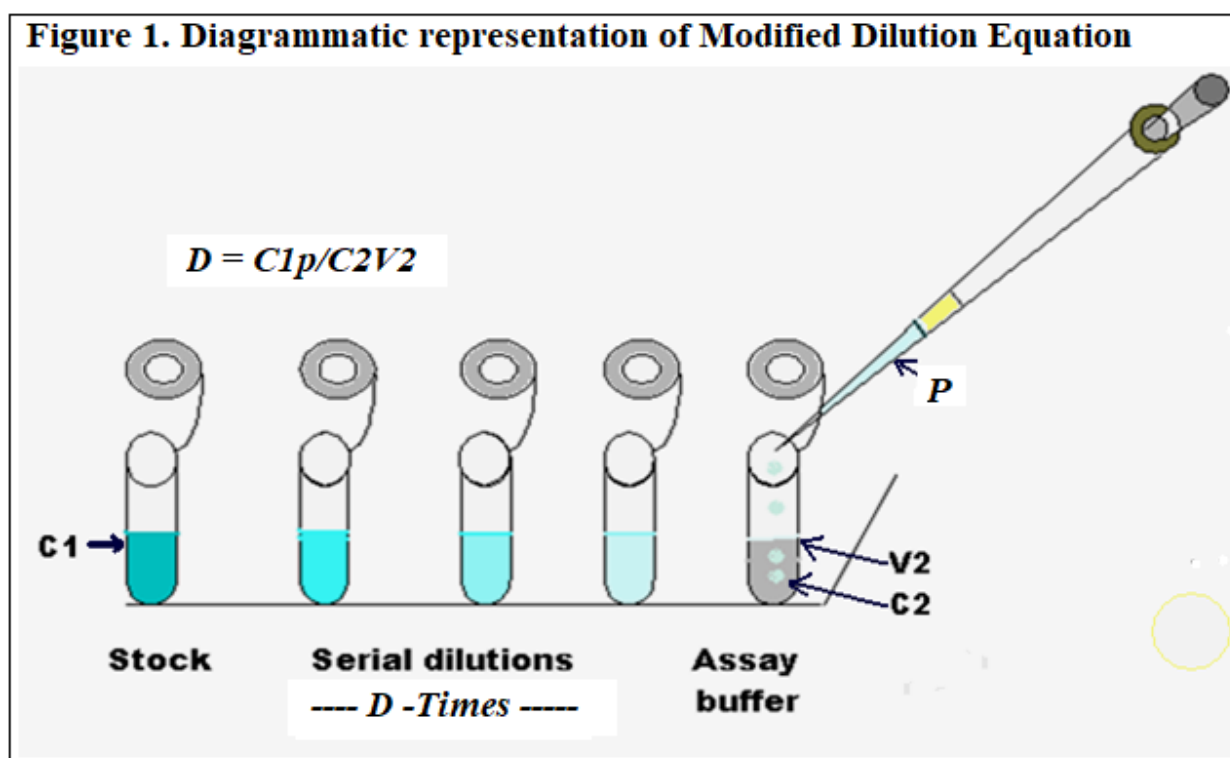 Figure 1. Diagrammatic representation of Modified Dilution Equation
D = C1p/C2V2
P
C1
V2
C2
Stock
Serial dilutions
Assay
buffer
---- D -Times -----